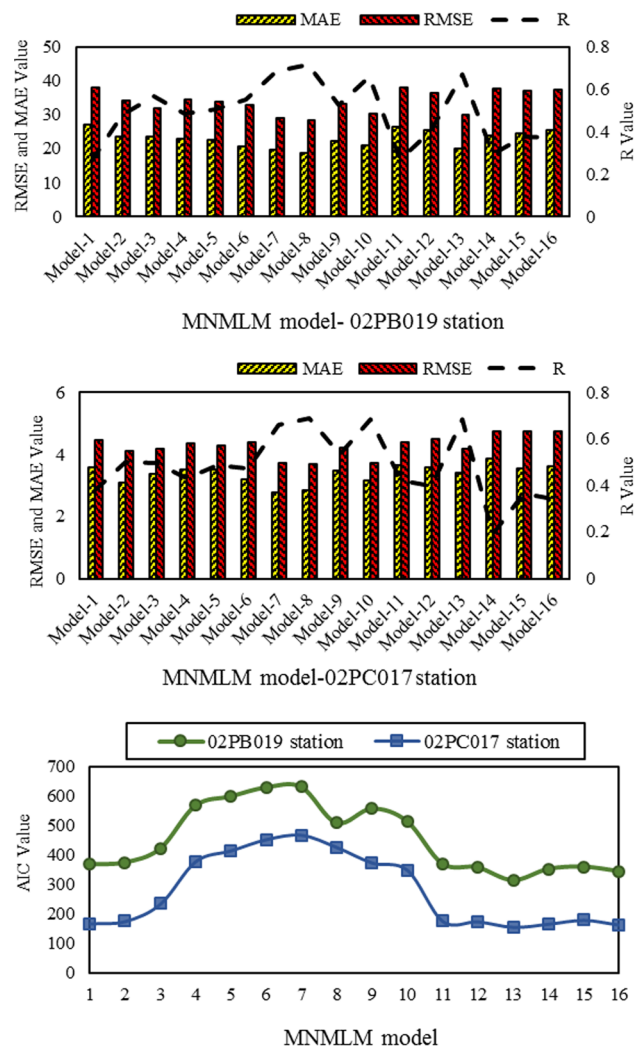 MAE RMSE R
RMSE and MAE Value
50
40
30
20
10
0
R Value
0.8
0.6
0.4
0.2
0
Model-1
Model-2
Model-3
Model-4
Model-5
Model-6
Model-7
Model-8
Model-9
Model-10
Model-11
Model-12
Model-13
Model-14
Model-15
Model-16
MNMLM model- 02PB019 station
MAE RMSE R
RMSE and MAE Value
6
4
2
0
R Value
0.8
0.6
0.4
0.2
0
Model-1
Model-2
Model-3
Model-4
Model-5
Model-6
Model-7
Model-8
Model-9
Model-10
Model-11
Model-12
Model-13
Model-14
Model-15
Model-16
MNMLM model-02PC017 station
02PB019 station 02PC017 station
AIC Value
700
600
500
400
300
200
100
0
1 2 3 4 5 6 7 8 9 10 11 12 13 14 15 16
MNMLM model